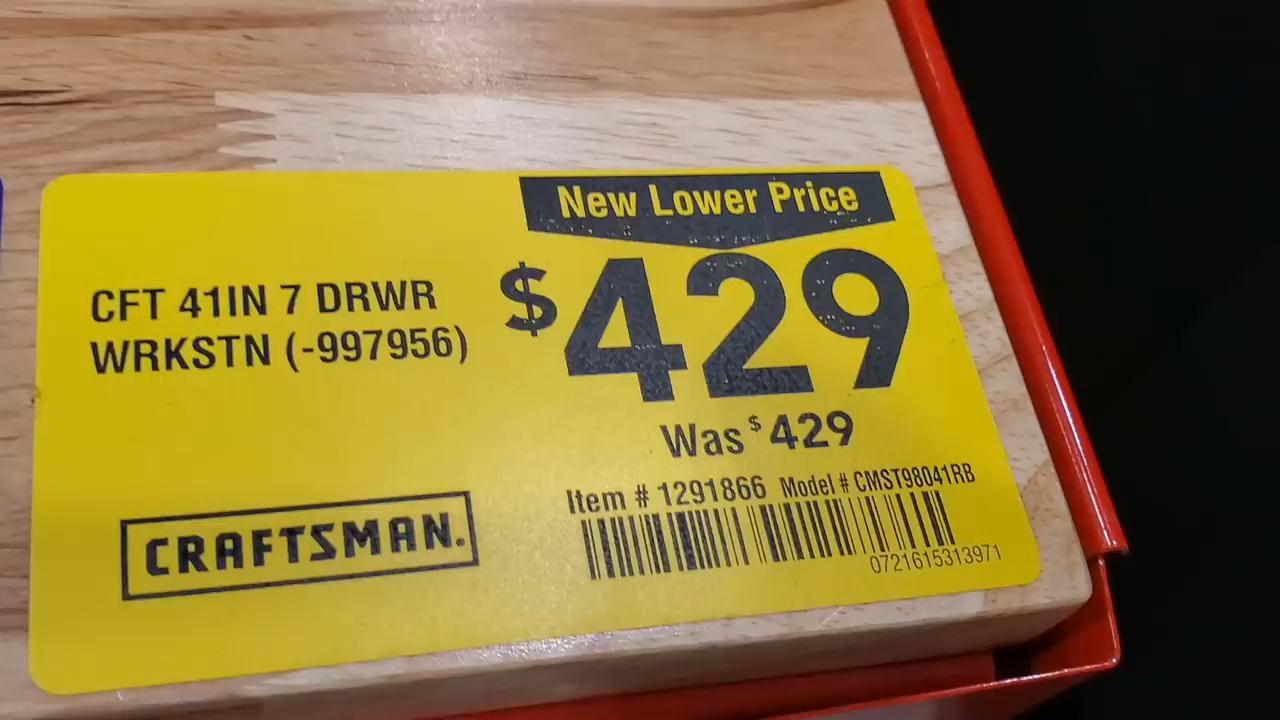 New Lower Price
$429
Was $429
CFT 41IN 7 DRWR
WRKSTN (-997956)
Item # 1291866 Model # CMST98041RB
0721615313971
CRAFTSMAN.